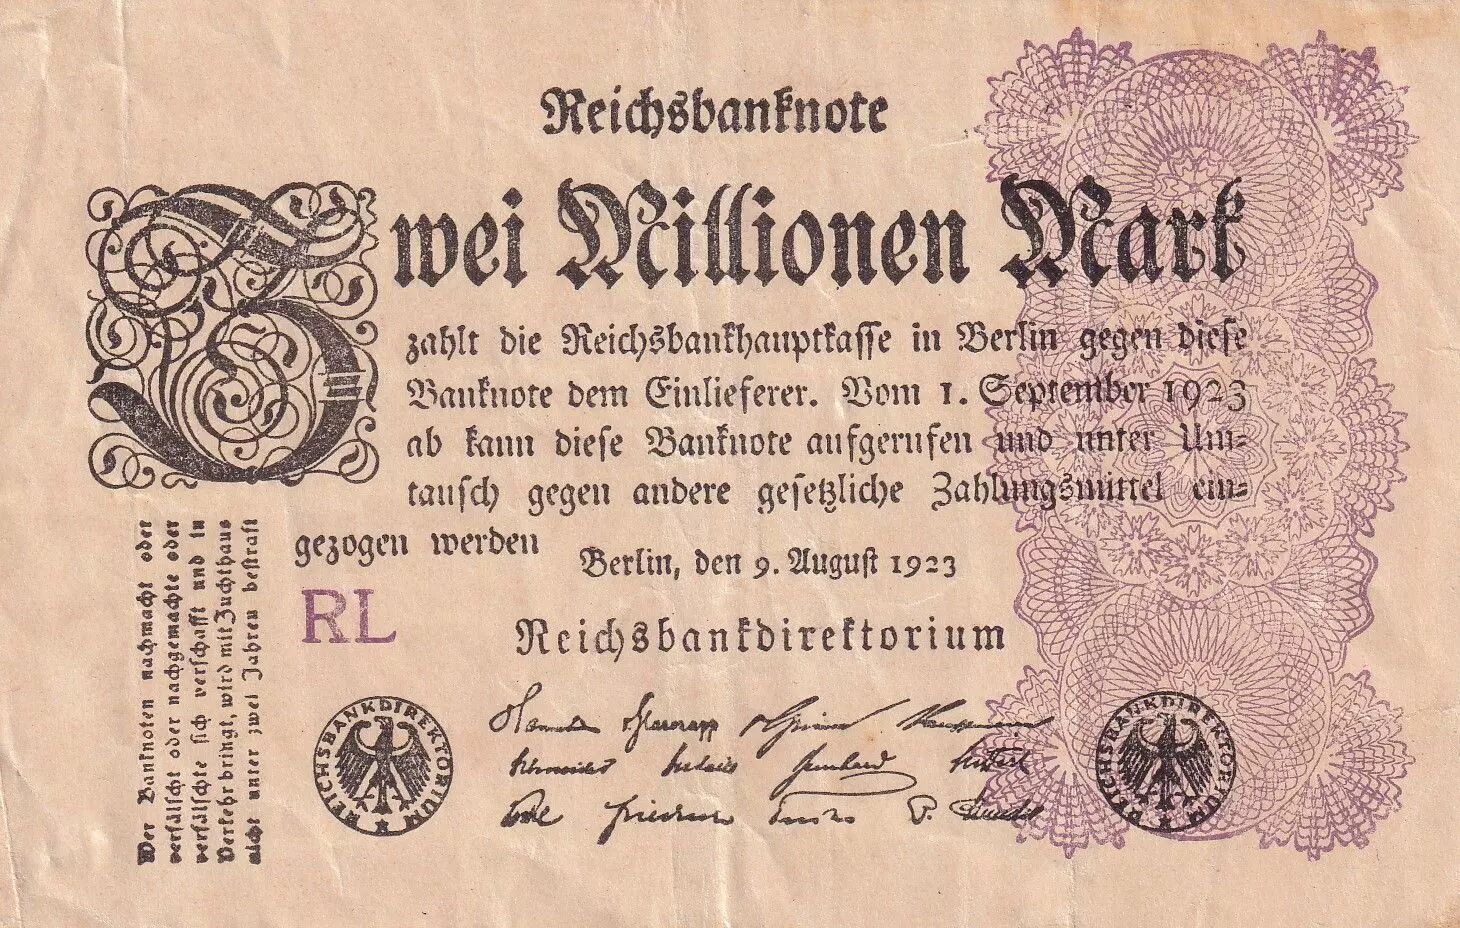 Reichsbanknote
Zwei Millionen Mark
zahlt die Reichsbankhauptkasse in Berlin gegen diese
Banknote dem Einlieferer. Vom 1. September 1923
ab kann diese Banknote aufgerufen und unter Um-
tausch gegen andere gesetzliche Zahlungsmittel ein-
gezogen werden
Berlin, den 9. August 1923
RL
Reichsbankdirektorium
Wer Banknoten nachmacht oder
verfälscht oder nachgemachte oder
verfälschte sich verschafft und in
Verkehr bringt, wird mit Zuchthaus
nicht unter zwei Jahren bestraft
REICHSBANKDIREKTORIUM
REICHSBANKDIREKTORIUM